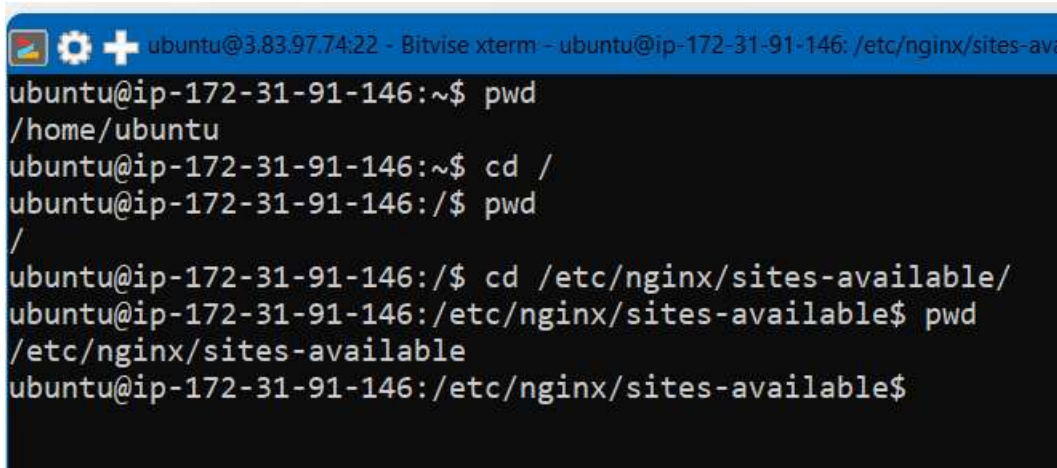 ubuntu@3.83.97.74:22 - Bitvise xterm - ubuntu@ip-172-31-91-146: /etc/nginx/sites-ava
ubuntu@ip-172-31-91-146:~$ pwd
/home/ubuntu
ubuntu@ip-172-31-91-146:~$ cd /
ubuntu@ip-172-31-91-146:/$ pwd
/
ubuntu@ip-172-31-91-146:/$ cd /etc/nginx/sites-available/
ubuntu@ip-172-31-91-146:/etc/nginx/sites-available$ pwd
/etc/nginx/sites-available
ubuntu@ip-172-31-91-146:/etc/nginx/sites-available$